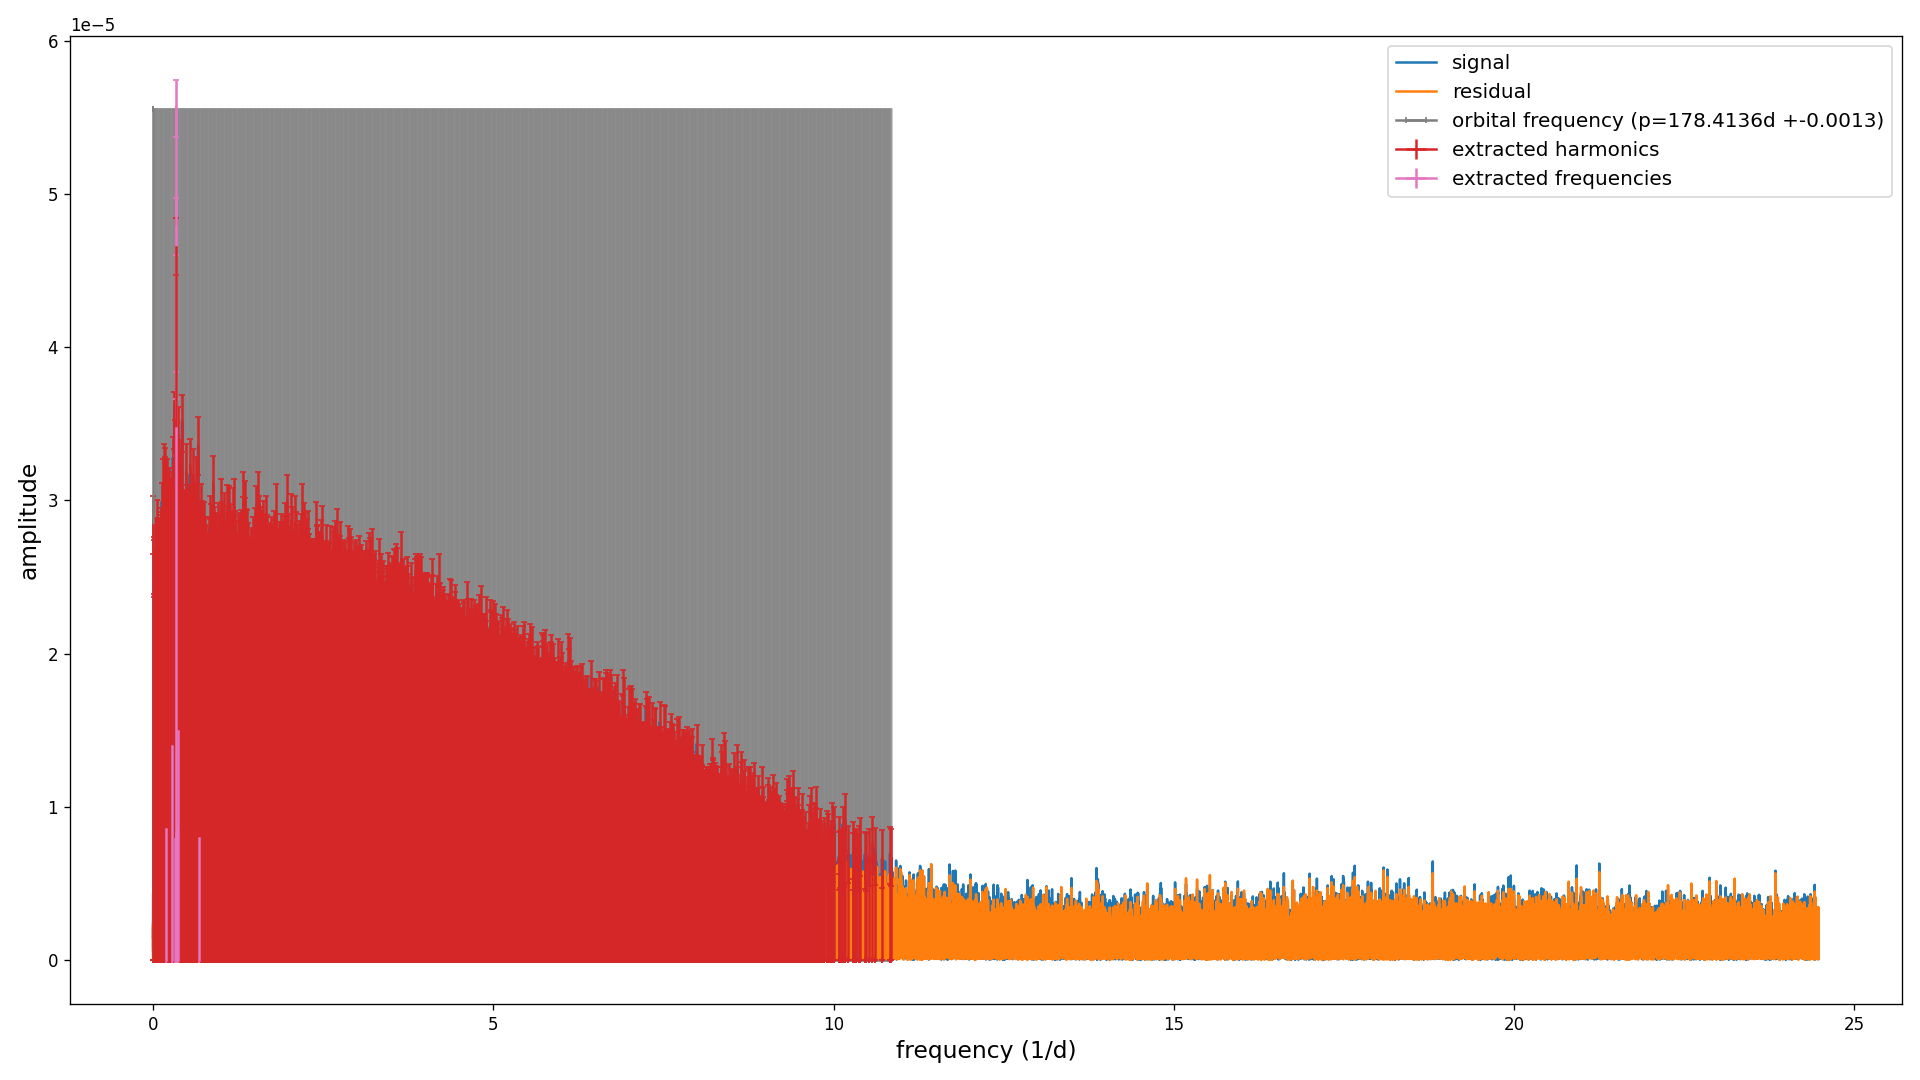 1e−5
6
5
4
3
2
1
0
amplitude
signal
residual
orbital frequency (p=178.4136d +-0.0013)
extracted harmonics
extracted frequencies
0 5 10 15 20 25
frequency (1/d)